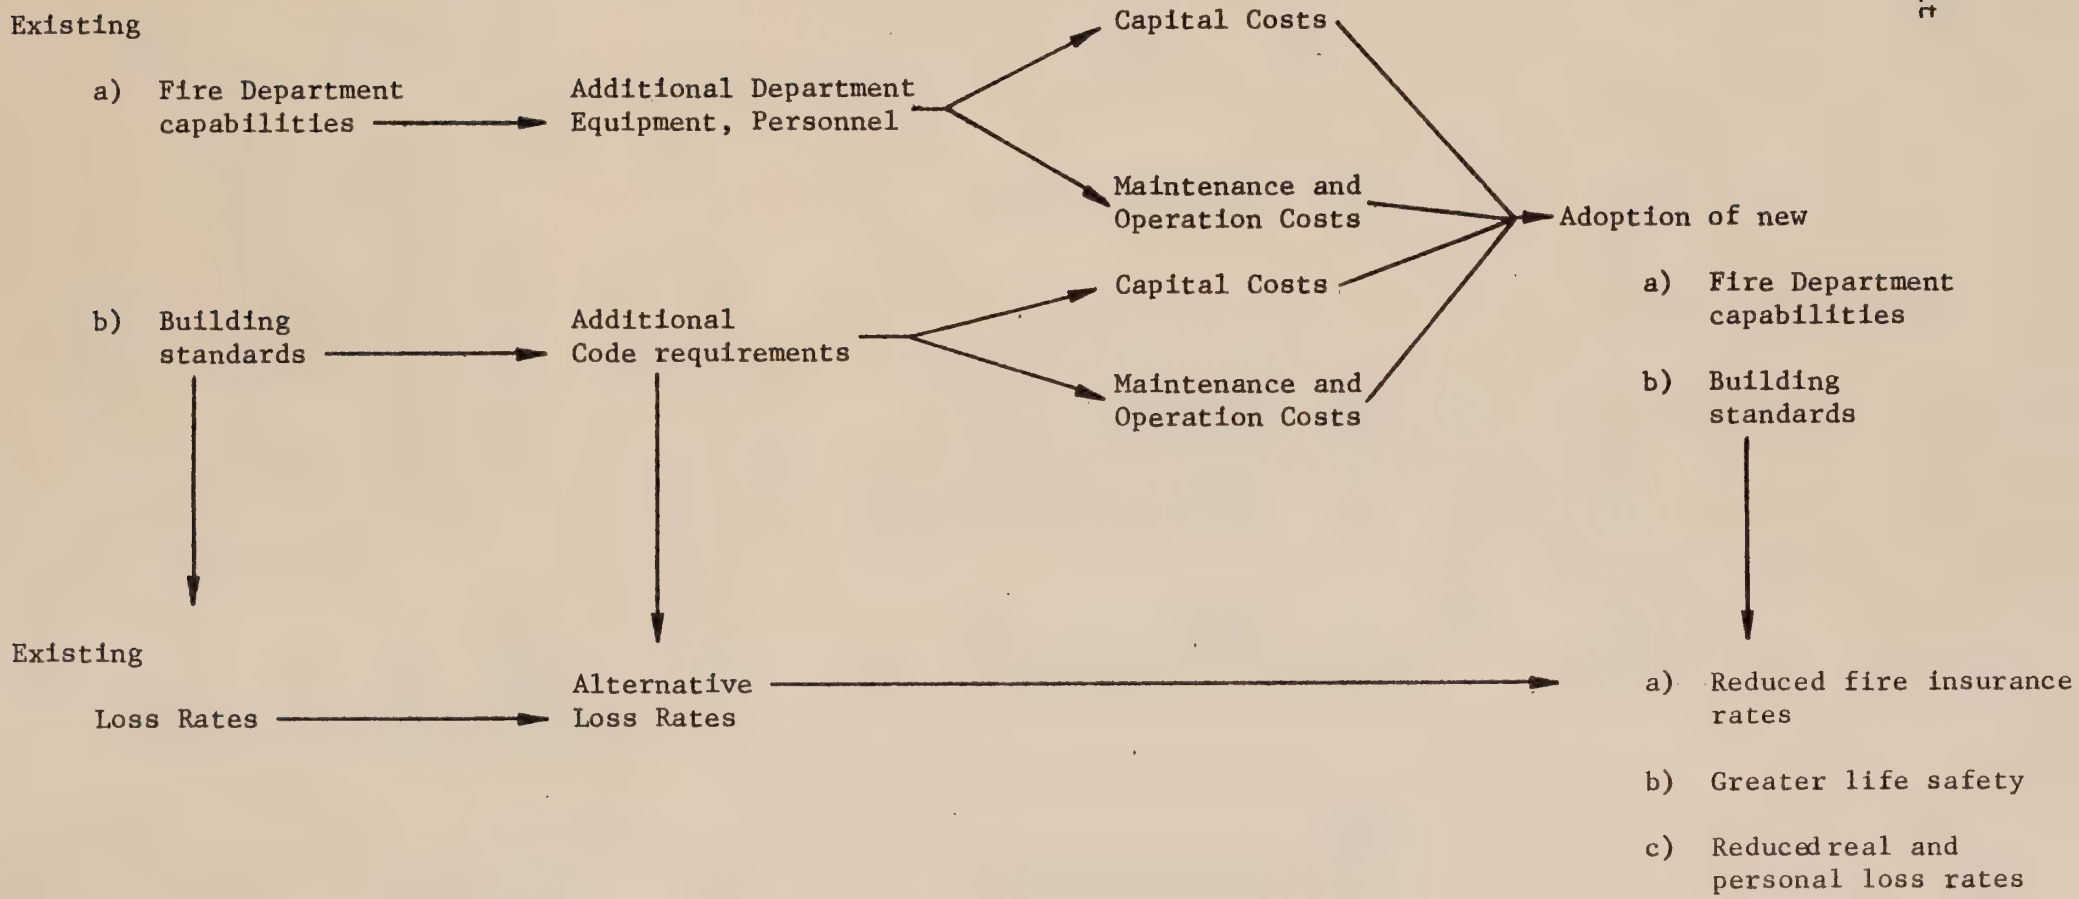 Existing
a) Fire Department
capabilities
Additional Department
Equipment, Personnel
Capital Costs
Maintenance and
Operation Costs
b) Building
standards
Additional
Code requirements
Capital Costs
Maintenance and
Operation Costs
Adoption of new
a) Fire Department
capabilities
b) Building
standards
Existing
Loss Rates
Alternative
Loss Rates
a) Reduced fire insurance
rates
b) Greater life safety
c) Reduced real and
personal loss rates